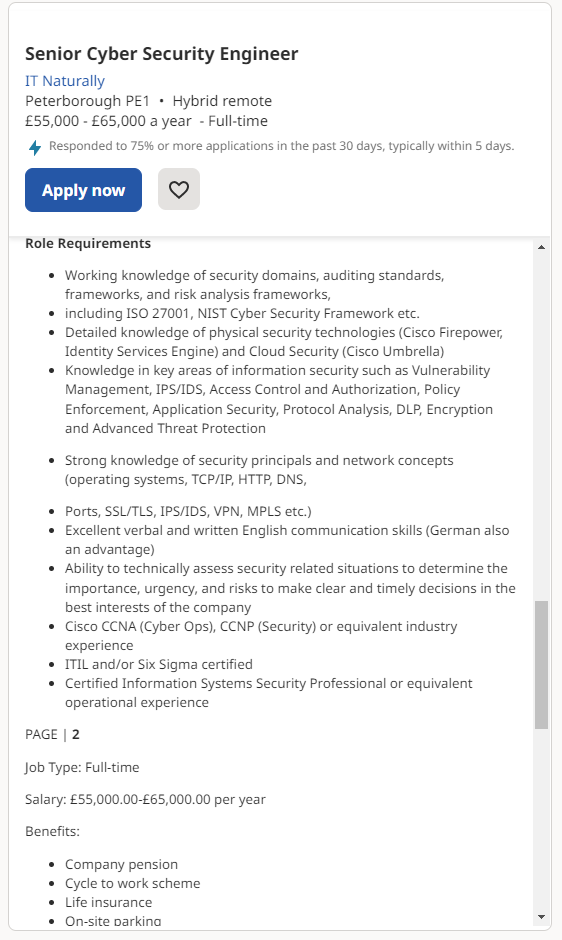 Senior Cyber Security Engineer
IT Naturally
Peterborough PE1 • Hybrid remote
£55,000 - £65,000 a year - Full-time
Responded to 75% or more applications in the past 30 days, typically within 5 days.
Apply now
Role Requirements
• Working knowledge of security domains, auditing standards,
frameworks, and risk analysis frameworks,
• including ISO 27001, NIST Cyber Security Framework etc.
• Detailed knowledge of physical security technologies (Cisco Firepower,
Identity Services Engine) and Cloud Security (Cisco Umbrella)
• Knowledge in key areas of information security such as Vulnerability
Management, IPS/IDS, Access Control and Authorization, Policy
Enforcement, Application Security, Protocol Analysis, DLP, Encryption
and Advanced Threat Protection
• Strong knowledge of security principals and network concepts
(operating systems, TCP/IP, HTTP, DNS,
• Ports, SSL/TLS, IPS/IDS, VPN, MPLS etc.)
• Excellent verbal and written English communication skills (German also
an advantage)
• Ability to technically assess security related situations to determine the
importance, urgency, and risks to make clear and timely decisions in the
best interests of the company
• Cisco CCNA (Cyber Ops), CCNP (Security) or equivalent industry
experience
• ITIL and/or Six Sigma certified
• Certified Information Systems Security Professional or equivalent
operational experience
PAGE | 2
Job Type: Full-time
Salary: £55,000.00-£65,000.00 per year
Benefits:
• Company pension
• Cycle to work scheme
• Life insurance
• On-site parking